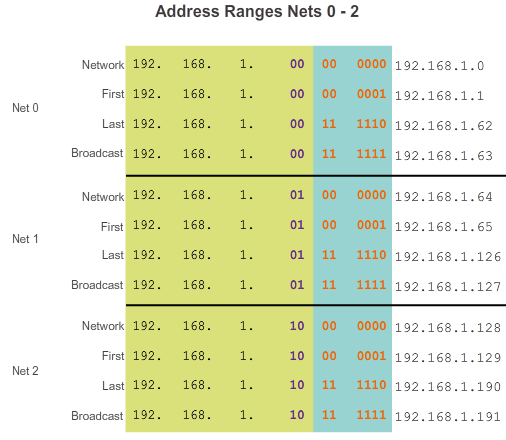 Address Ranges Nets 0 - 2
Network 192. 168. 1. 00 00 0000 192.168.1.0
First 192. 168. 1. 00 00 0001 192.168.1.1
Net 0
Last 192. 168. 1. 00 11 1110 192.168.1.62
Broadcast 192. 168. 1. 00 11 1111 192.168.1.63
Network 192. 168. 1. 01 00 0000 192.168.1.64
First 192. 168. 1. 01 00 0001 192.168.1.65
Net 1
Last 192. 168. 1. 01 11 1110 192.168.1.126
Broadcast 192. 168. 1. 01 11 1111 192.168.1.127
Network 192. 168. 1. 10 00 0000 192.168.1.128
First 192. 168. 1. 10 00 0001 192.168.1.129
Net 2
Last 192. 168. 1. 10 11 1110 192.168.1.190
Broadcast 192. 168. 1. 10 11 1111 192.168.1.191